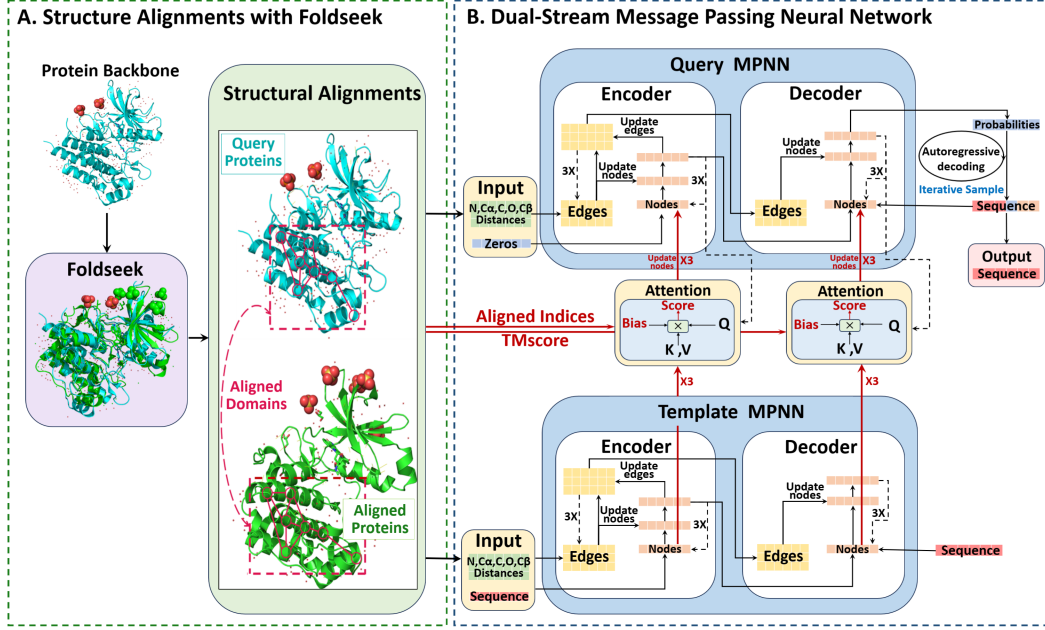 A. Structure Alignments with Foldseek
Protein Backbone
Foldseek
Structural Alignments
Query
Proteins
Aligned
Domains
Aligned
Proteins
B. Dual-Stream Message Passing Neural Network
Query MPNN
Encoder
Decoder
Update
edges
Update
nodes
3X
3X
Edges
Nodes
Update
nodes
3X
Edges
Nodes
Input
N,Cα,C,O,Cβ
Distances
Zeros
Probabilities
Autoregressive
decoding
Iterative Sample
Sequence
Output
Sequence
Update
nodes
X3
Update
nodes
X3
Aligned Indices
TMscore
Attention
Score
Bias
×
Q
K ,V
Attention
Score
Bias
×
Q
K ,V
X3
X3
Template MPNN
Encoder
Decoder
Update
edges
Update
nodes
3X
3X
Edges
Nodes
Update
nodes
3X
Edges
Nodes
Input
N,Cα,C,O,Cβ
Distances
Sequence
Sequence